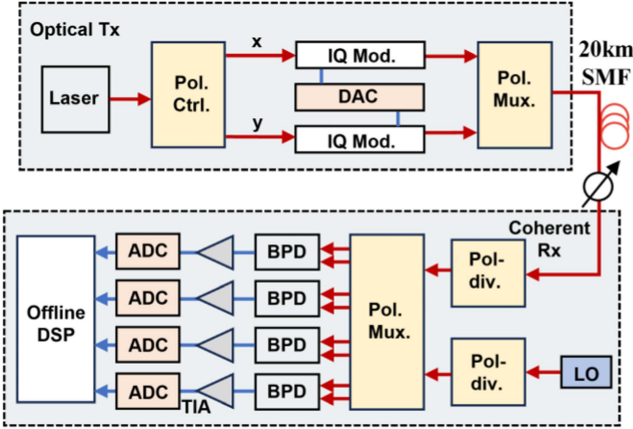 Optical Tx
Laser
Pol.
Ctrl.
x
y
IQ Mod.
DAC
IQ Mod.
Pol.
Mux.
20km
SMF
Coherent
Rx
Offline
DSP
ADC
BPD
ADC
BPD
ADC
BPD
ADC
BPD
TIA
Pol.
Mux.
Pol-
div.
Pol-
div.
LO